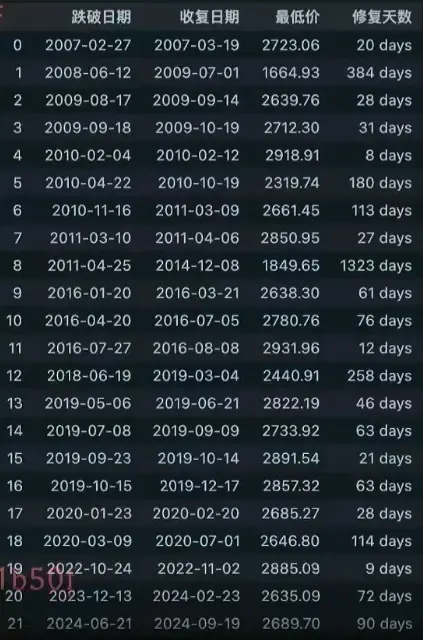 跌破日期 收复日期 最低价 修复天数
0 2007-02-27 2007-03-19 2723.06 20 days
1 2008-06-12 2009-07-01 1664.93 384 days
2 2009-08-17 2009-09-14 2639.76 28 days
3 2009-09-18 2009-10-19 2712.30 31 days
4 2010-02-04 2010-02-12 2918.91 8 days
5 2010-04-22 2010-10-19 2319.74 180 days
6 2010-11-16 2011-03-09 2661.45 113 days
7 2011-03-10 2011-04-06 2850.95 27 days
8 2011-04-25 2014-12-08 1849.65 1323 days
9 2016-01-20 2016-03-21 2638.30 61 days
10 2016-04-20 2016-07-05 2780.76 76 days
11 2016-07-27 2016-08-08 2931.96 12 days
12 2018-06-19 2019-03-04 2440.91 258 days
13 2019-05-06 2019-06-21 2822.19 46 days
14 2019-07-08 2019-09-09 2733.92 63 days
15 2019-09-23 2019-10-14 2891.54 21 days
16 2019-10-15 2019-12-17 2857.32 63 days
17 2020-01-23 2020-02-20 2685.27 28 days
18 2020-03-09 2020-07-01 2646.80 114 days
19 2022-10-24 2022-11-02 2885.09 9 days
20 2023-12-13 2024-02-23 2635.09 72 days
21 2024-06-21 2024-09-19 2689.70 90 days